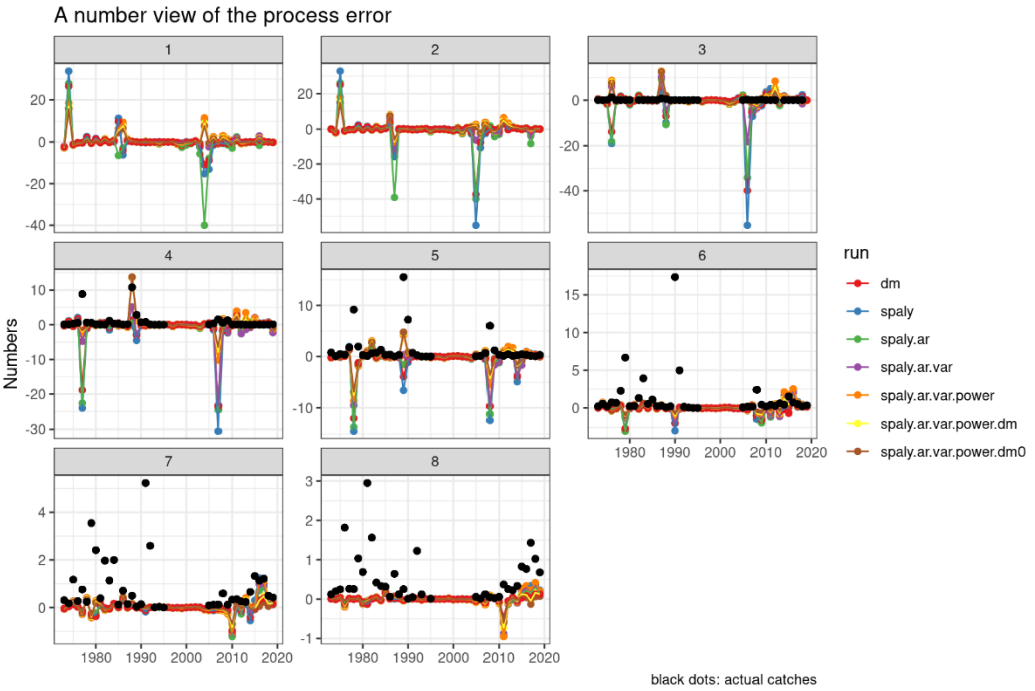 A number view of the process error
1 2 3
20
0
-20
-40
20
0
-20
-40
0
-20
-40
4 5 6
10
0
-10
-20
-30
10
5
0
-10
15
10
5
0
1980 1990 2000 2010 2020
7 8
4
2
0
3
2
1
0
-1
1980 1990 2000 2010 2020
1980 1990 2000 2010 2020
Numbers
run
dm
spaly
spaly.ar
spaly.ar.var
spaly.ar.var.power
spaly.ar.var.power.dm
spaly.ar.var.power.dm0
black dots: actual catches